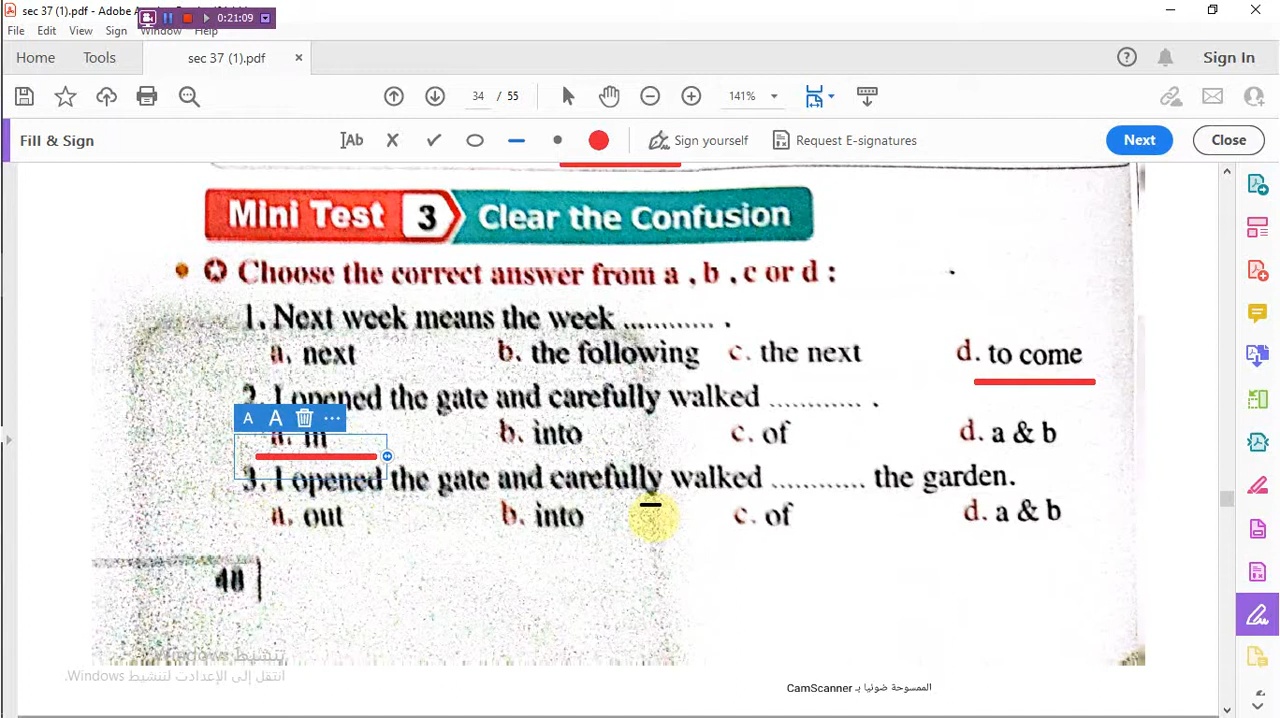 sec 37 (1).pdf - Adobe A
0:21:09
File Edit View Sign Window Help
Home Tools sec 37 (1).pdf × Sign In
34 / 55 141%
Fill & Sign Ab Sign yourself Request E-signatures Next Close
Mini Test 3 Clear the Confusion
Choose the correct answer from a , b , c or d :
1. Next week means the week ............ .
a. next b. the following c. the next d. to come
2. I opened the gate and carefully walked ............ .
A A
a. in b. into c. of d. a & b
3. I opened the gate and carefully walked ............ the garden.
a. out b. into c. of d. a & b
48
تنشيط Windows
انتقل إلى الإعدادات لتنشيط Windows.
الممسوحة ضوئيا بـ CamScanner